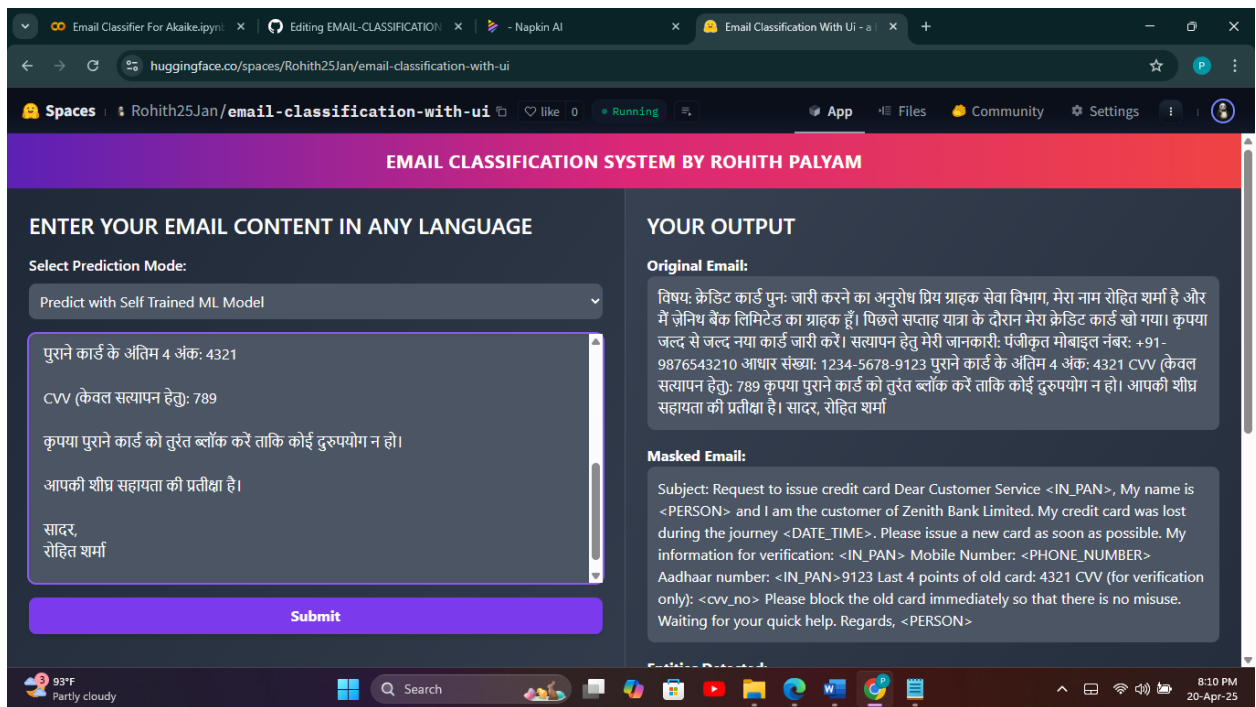 Email Classifier For Akaike.ipyn
Editing EMAIL-CLASSIFICATION
- Napkin AI
Email Classification With Ui - a
huggingface.co/spaces/Rohith25Jan/email-classification-with-ui
P
Spaces
Rohith25Jan/email-classification-with-ui
like 0
Running
App
Files
Community
Settings
EMAIL CLASSIFICATION SYSTEM BY ROHITH PALYAM
ENTER YOUR EMAIL CONTENT IN ANY LANGUAGE
Select Prediction Mode:
Predict with Self Trained ML Model
पुराने कार्ड के अंतिम 4 अंक: 4321
CVV (केवल सत्यापन हेतु): 789
कृपया पुराने कार्ड को तुरंत ब्लॉक करें ताकि कोई दुरुपयोग न हो।
आपकी शीघ्र सहायता की प्रतीक्षा है।
सादर,
रोहित शर्मा
Submit
YOUR OUTPUT
Original Email:
विषय: क्रेडिट कार्ड पुनः जारी करने का अनुरोध प्रिय ग्राहक सेवा विभाग, मेरा नाम रोहित शर्मा है और
मैं ज़ेनिथ बैंक लिमिटेड का ग्राहक हूँ। पिछले सप्ताह यात्रा के दौरान मेरा क्रेडिट कार्ड खो गया। कृपया
जल्द से जल्द नया कार्ड जारी करें। सत्यापन हेतु मेरी जानकारी: पंजीकृत मोबाइल नंबर: +91-
9876543210 आधार संख्या: 1234-5678-9123 पुराने कार्ड के अंतिम 4 अंक: 4321 CVV (केवल
सत्यापन हेतु): 789 कृपया पुराने कार्ड को तुरंत ब्लॉक करें ताकि कोई दुरुपयोग न हो। आपकी शीघ्र
सहायता की प्रतीक्षा है। सादर, रोहित शर्मा
Masked Email:
Subject: Request to issue credit card Dear Customer Service <IN_PAN>, My name is
<PERSON> and I am the customer of Zenith Bank Limited. My credit card was lost
during the journey <DATE_TIME>. Please issue a new card as soon as possible. My
information for verification: <IN_PAN> Mobile Number: <PHONE_NUMBER>
Aadhaar number: <IN_PAN>9123 Last 4 points of old card: 4321 CVV (for verification
only): <cvv_no> Please block the old card immediately so that there is no misuse.
Waiting for your quick help. Regards, <PERSON>
3
93°F
Partly cloudy
Search
8:10 PM
20-Apr-25